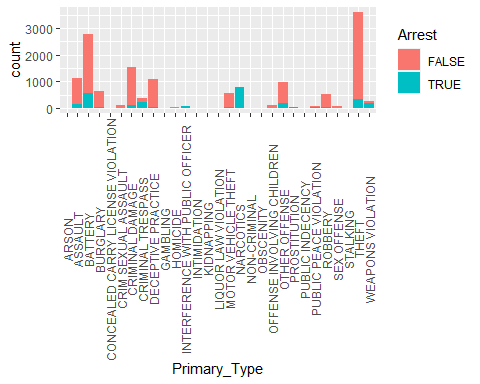 count
3000
2000
1000
0
ARSON
ASSAULT
BATTERY
BURGLARY
CONCEALED CARRY LICENSE VIOLATION
CRIM SEXUAL ASSAULT
CRIMINAL DAMAGE
CRIMINAL TRESPASS
DECEPTIVE PRACTICE
GAMBLING
HOMICIDE
INTERFERENCE WITH PUBLIC OFFICER
INTIMIDATION
KIDNAPPING
LIQUOR LAW VIOLATION
MOTOR VEHICLE THEFT
NARCOTICS
NON-CRIMINAL
OBSCENITY
OFFENSE INVOLVING CHILDREN
OTHER OFFENSE
PROSTITUTION
PUBLIC INDECENCY
PUBLIC PEACE VIOLATION
ROBBERY
SEX OFFENSE
STALKING
THEFT
WEAPONS VIOLATION
Primary_Type
Arrest
FALSE
TRUE